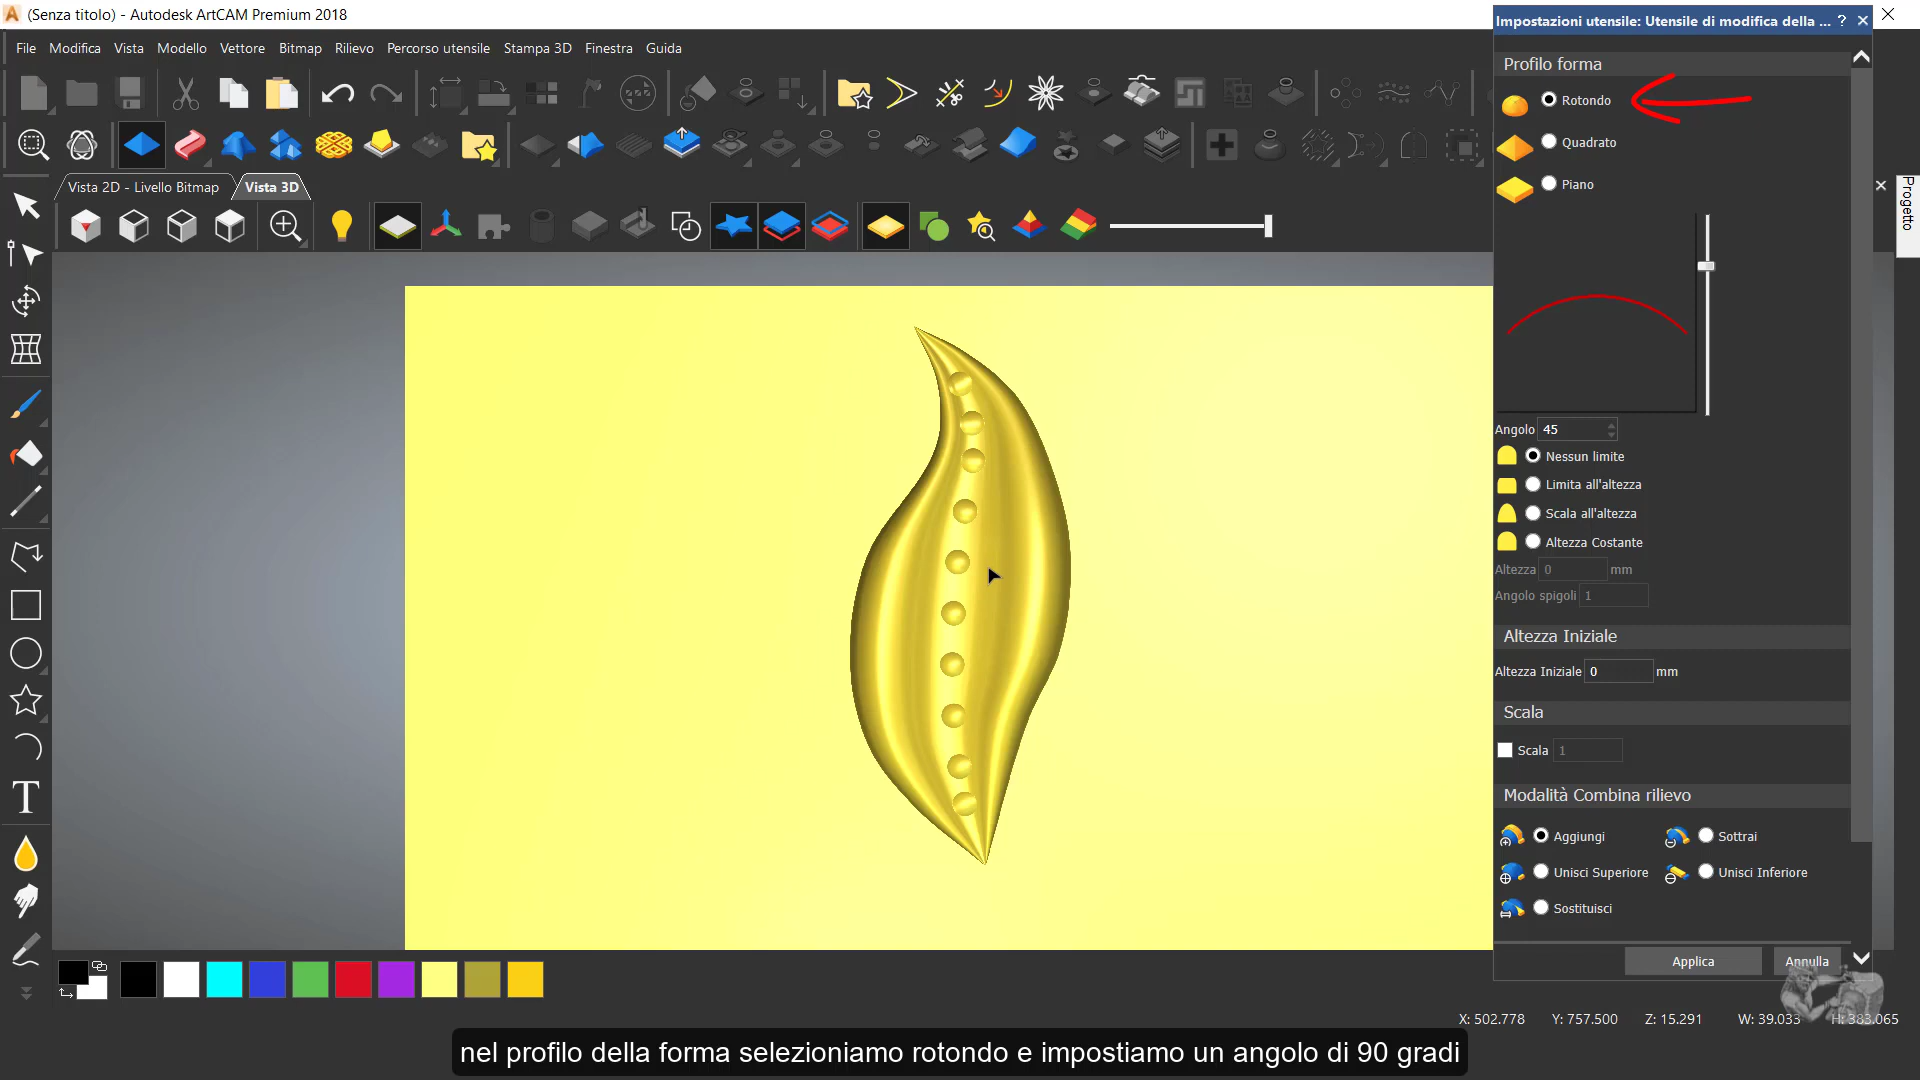 (Senza titolo) - Autodesk ArtCAM Premium 2018
File Modifica Vista Modello Vettore Bitmap Rilievo Percorso utensile Stampa 3D Finestra Guida
Vista 2D - Livello Bitmap Vista 3D
Impostazioni utensile: Utensile di modifica della ... ?
Profilo forma
Rotondo
Quadrato
Piano
Progetto
Angolo 45
Nessun limite
Limita all'altezza
Scala all'altezza
Altezza Costante
Altezza 0 mm
Angolo spigoli 1
Altezza Iniziale
Altezza Iniziale 0 mm
Scala
Scala 1
Modalità Combina rilievo
Aggiungi Sottrai
Unisci Superiore Unisci Inferiore
Sostituisci
Applica Annulla
X: 502.778 Y: 757.500 Z: 15.291 W: 39.033 H: 383.065
nel profilo della forma selezioniamo rotondo e impostiamo un angolo di 90 gradi